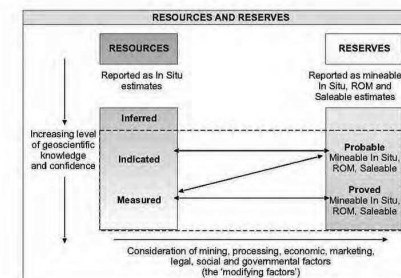 RESOURCES AND RESERVES
RESOURCES
RESERVES
Reported as In Situ
estimates
Reported as mineable
In Situ, ROM and
Saleable estimates
Increasing level
of geoscientific
knowledge
and confidence
Inferred
Indicated
Measured
Probable
Mineable In Situ,
ROM, Saleable
Proved
Mineable In Situ,
ROM, Saleable
Consideration of mining, processing, economic, marketing,
legal, social and governmental factors
(the 'modifying factors')